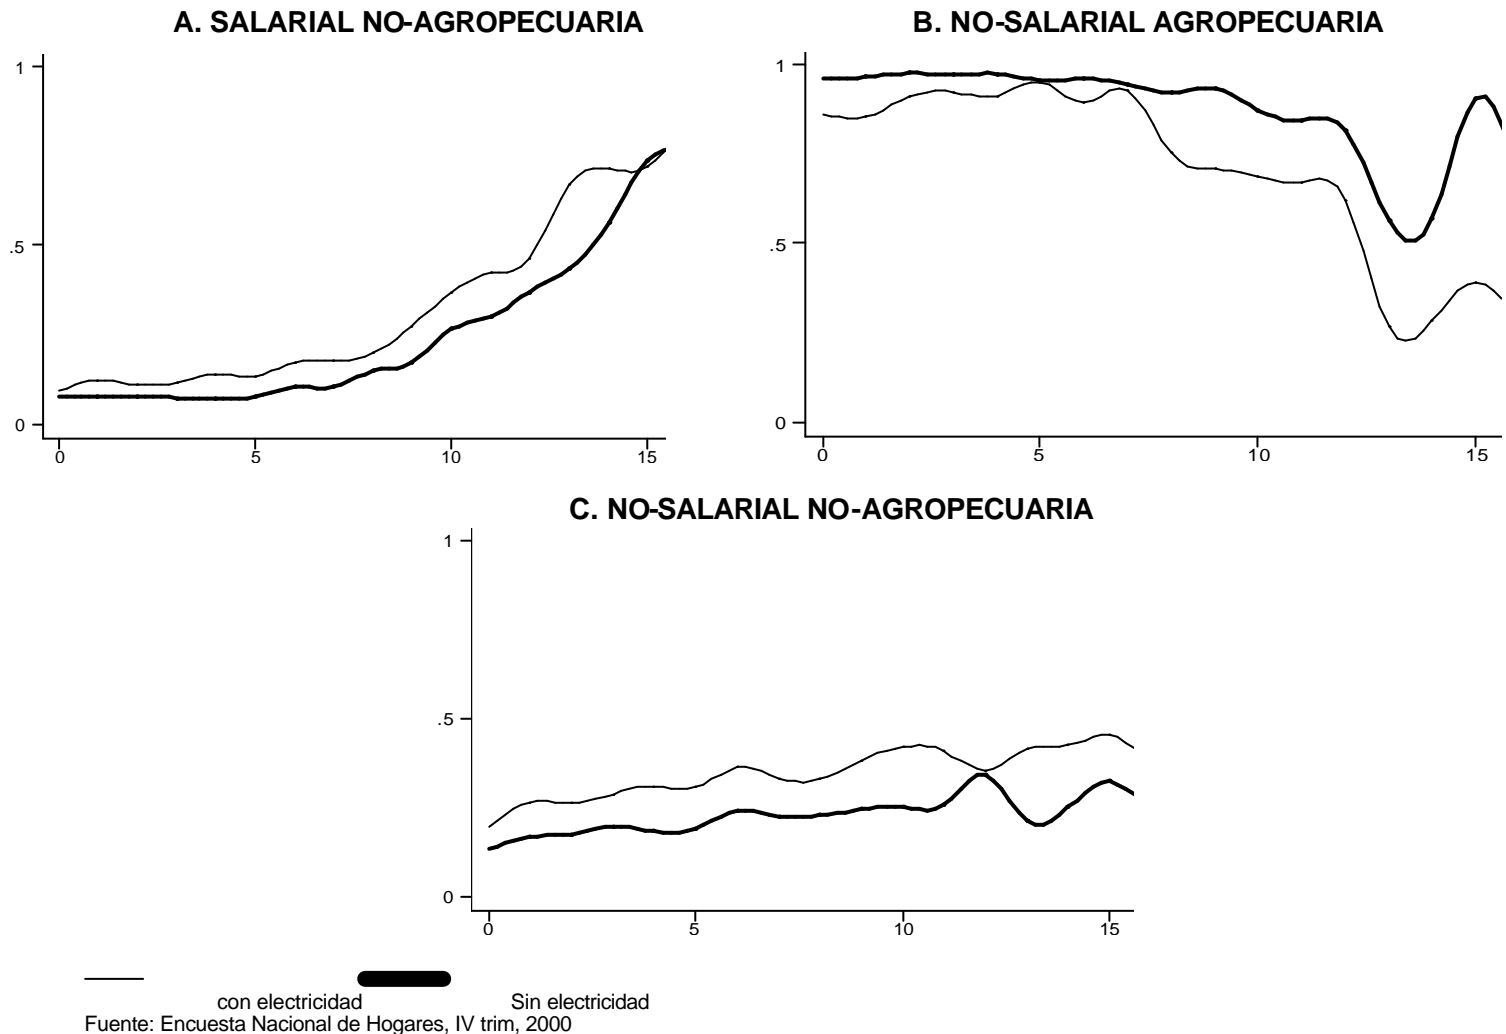 A. SALARIAL NO-AGROPECUARIA
1
.5
0
0 5 10 15
B. NO-SALARIAL AGROPECUARIA
1
.5
0
0 5 10 15
C. NO-SALARIAL NO-AGROPECUARIA
1
.5
0
0 5 10 15
con electricidad Sin electricidad
Fuente: Encuesta Nacional de Hogares, IV trim, 2000